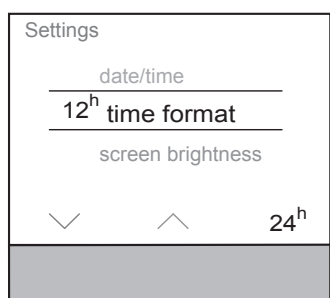 Settings
date/time
12h time format
screen brightness
24h